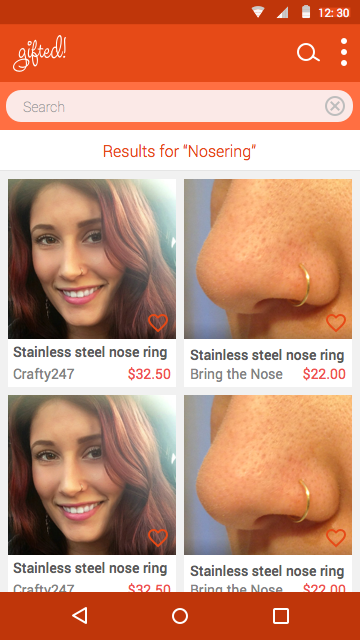 12:30
gifted!
Search
Results for "Nosering"
Stainless steel nose ring
Crafty247 $32.50
Stainless steel nose ring
Bring the Nose $22.00
Stainless steel nose ring
Crafty247 $32.50
Stainless steel nose ring
Bring the Nose $22.00